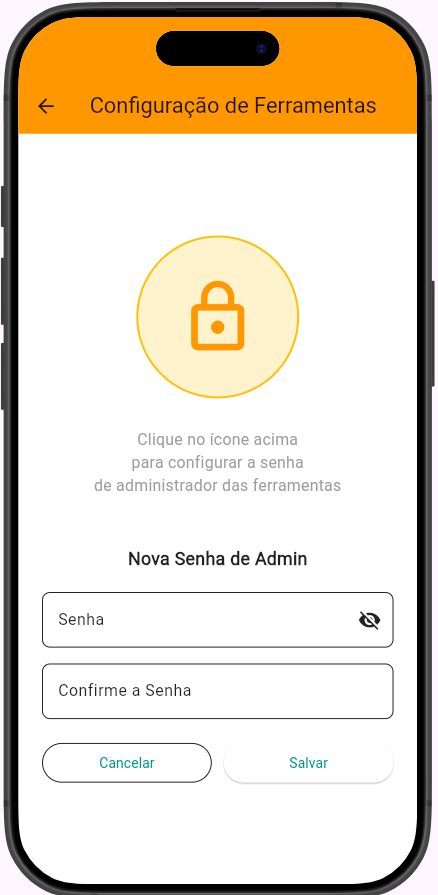 Configuração de Ferramentas
Clique no ícone acima
para configurar a senha
de administrador das ferramentas
Nova Senha de Admin
Senha
Confirme a Senha
Cancelar
Salvar